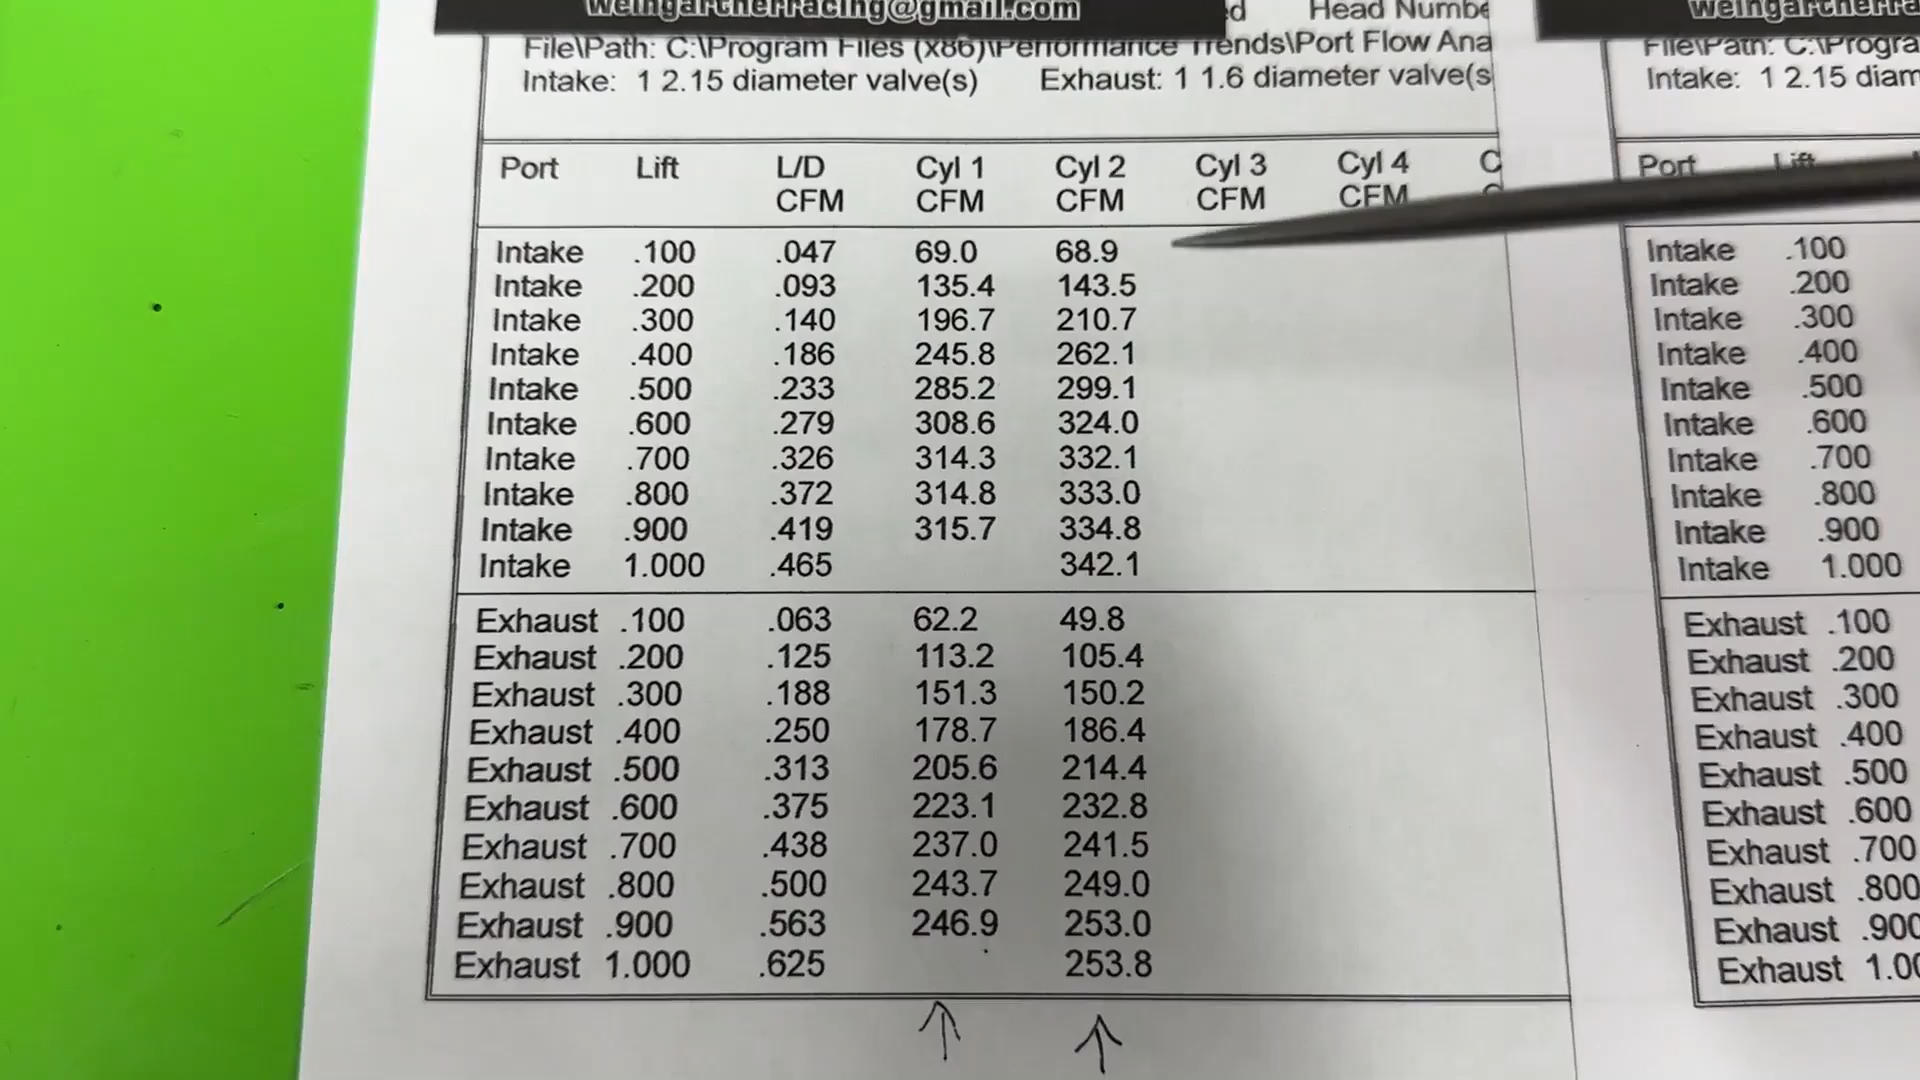 weingartnerracing@gmail.com
d Head Numbe
File\Path: C:\Program Files (x86)\Performance Trends\Port Flow Ana
Intake: 1 2.15 diameter valve(s) Exhaust: 1 1.6 diameter valve(s
Port Lift L/D Cyl 1 Cyl 2 Cyl 3 Cyl 4 C
CFM CFM CFM CFM CFM
Intake .100 .047 69.0 68.9
Intake .200 .093 135.4 143.5
Intake .300 .140 196.7 210.7
Intake .400 .186 245.8 262.1
Intake .500 .233 285.2 299.1
Intake .600 .279 308.6 324.0
Intake .700 .326 314.3 332.1
Intake .800 .372 314.8 333.0
Intake .900 .419 315.7 334.8
Intake 1.000 .465 342.1
Exhaust .100 .063 62.2 49.8
Exhaust .200 .125 113.2 105.4
Exhaust .300 .188 151.3 150.2
Exhaust .400 .250 178.7 186.4
Exhaust .500 .313 205.6 214.4
Exhaust .600 .375 223.1 232.8
Exhaust .700 .438 237.0 241.5
Exhaust .800 .500 243.7 249.0
Exhaust .900 .563 246.9 253.0
Exhaust 1.000 .625 253.8
weingartnerra
File\Path: C:\Progra
Intake: 1 2.15 diam
Port Lift
Intake .100
Intake .200
Intake .300
Intake .400
Intake .500
Intake .600
Intake .700
Intake .800
Intake .900
Intake 1.000
Exhaust .100
Exhaust .200
Exhaust .300
Exhaust .400
Exhaust .500
Exhaust .600
Exhaust .700
Exhaust .800
Exhaust .900
Exhaust 1.00